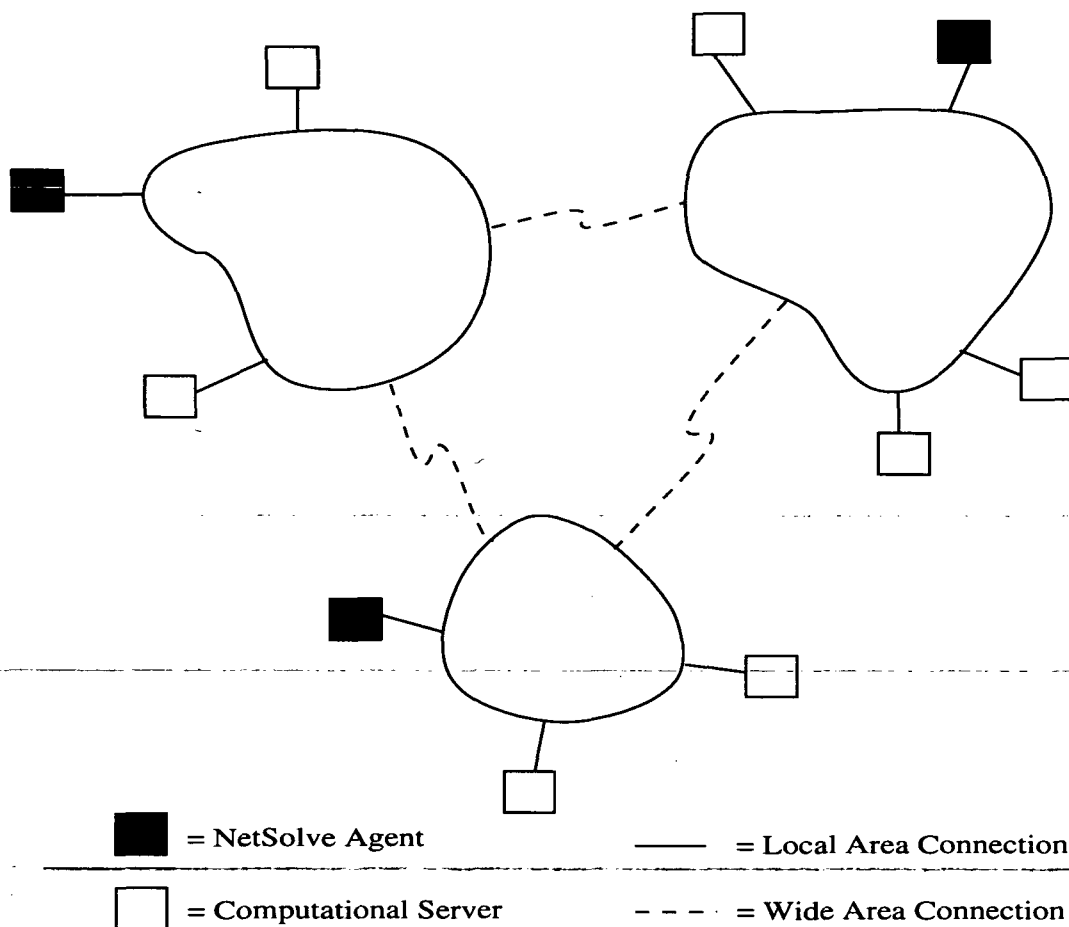 = NetSolve Agent
= Local Area Connection
= Computational Server
= Wide Area Connection